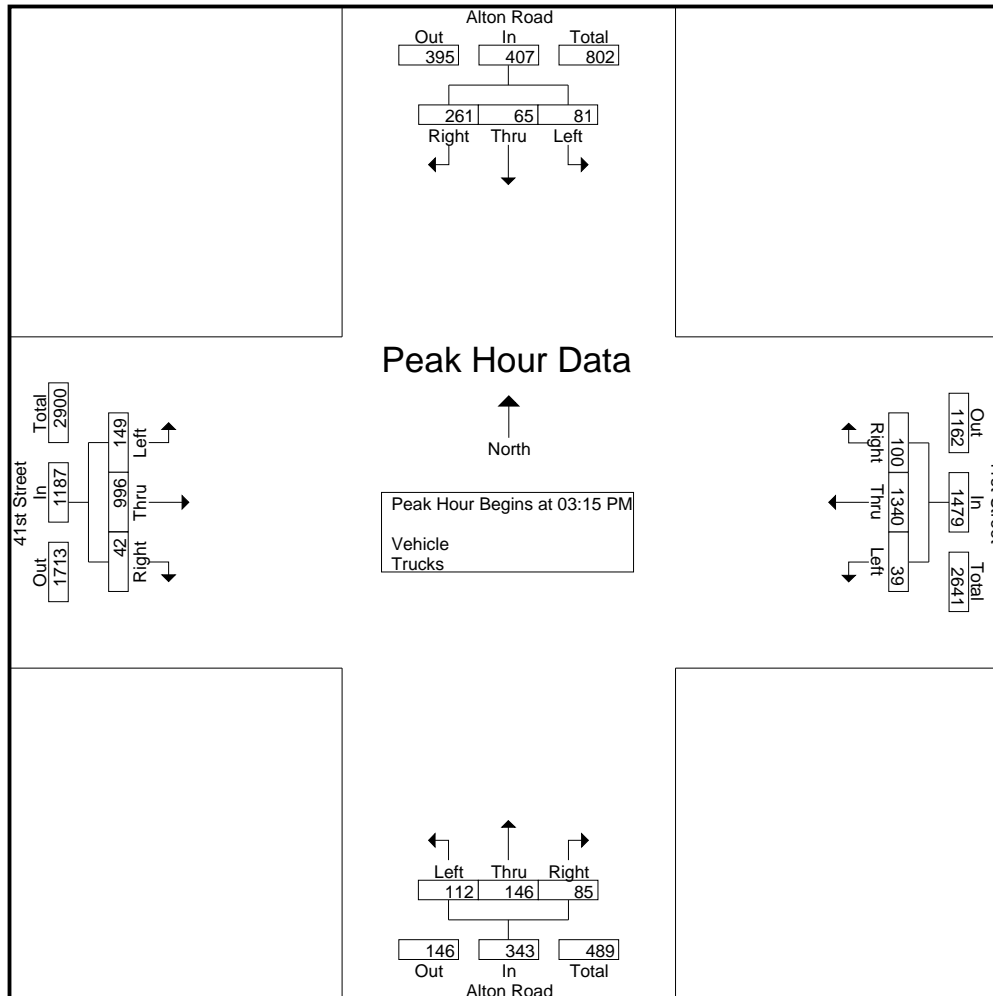 Alton Road
Out In Total
395 407 802
261 65 81
Right Thru Left
Peak Hour Data
North
Peak Hour Begins at 03:15 PM
Vehicle
Trucks
41st Street
Total In Out
2900 1187 1713
149 996 42
Left Thru Right
Out In Total
1162 1479 2641
100 1340 39
Right Thru Left
Left Thru Right
112 146 85
146 343 489
Out In Total
Alton Road